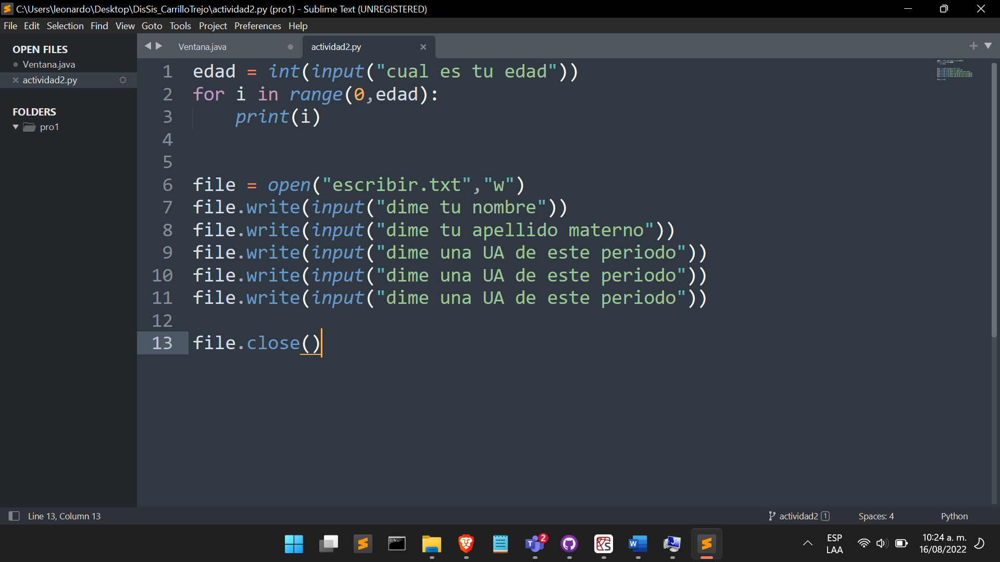 C:\Users\leonardo\Desktop\DisSis_CarrilloTrejo\actividad2.py (pro1) - Sublime Text (UNREGISTERED)
File Edit Selection Find View Goto Tools Project Preferences Help
OPEN FILES
Ventana.java
actividad2.py
FOLDERS
pro1
Ventana.java
actividad2.py
1 edad = int(input("cual es tu edad"))
2 for i in range(0,edad):
3     print(i)
4
5
6 file = open("escribir.txt","w")
7 file.write(input("dime tu nombre"))
8 file.write(input("dime tu apellido materno"))
9 file.write(input("dime una UA de este periodo"))
10 file.write(input("dime una UA de este periodo"))
11 file.write(input("dime una UA de este periodo"))
12
13 file.close()
Line 13, Column 13
actividad2 1
Spaces: 4
Python
2
ESP
LAA
10:24 a. m.
16/08/2022